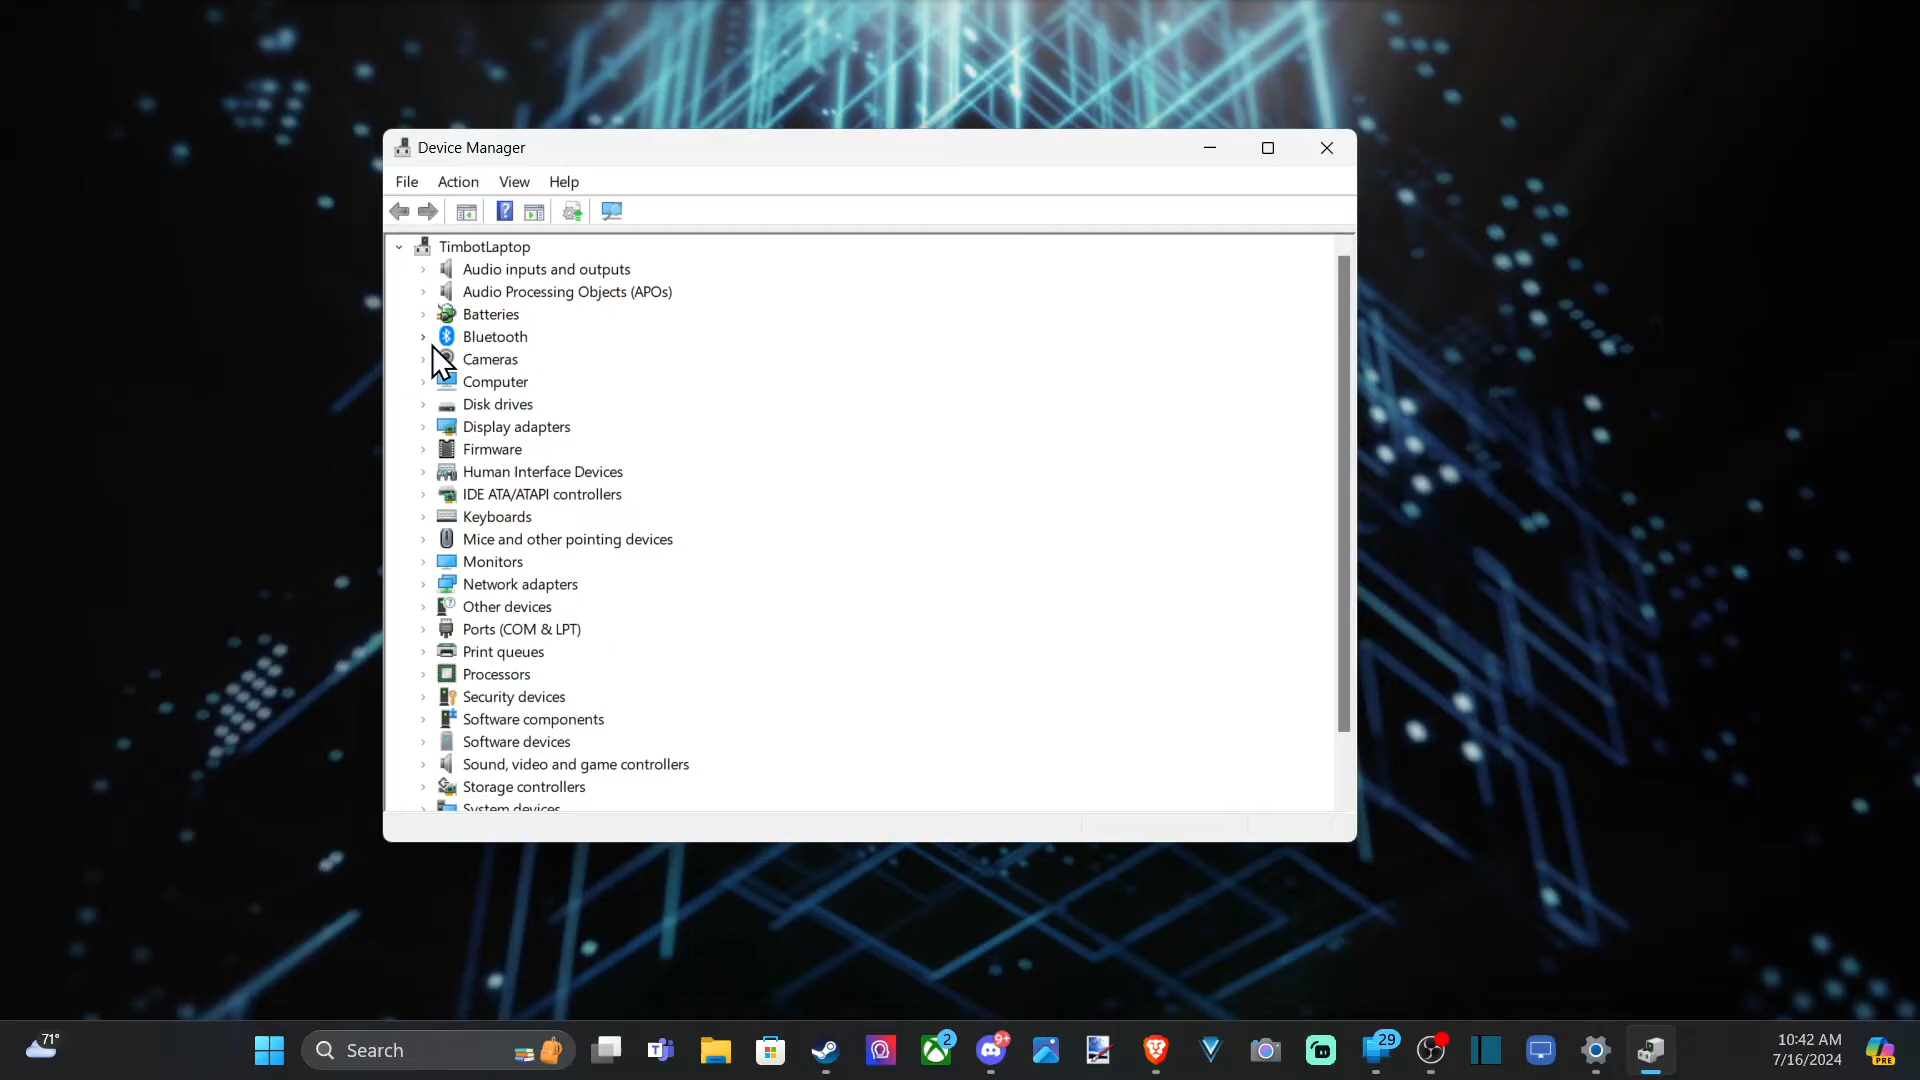 Device Manager
File Action View Help
TimbotLaptop
Audio inputs and outputs
Audio Processing Objects (APOs)
Batteries
Bluetooth
Cameras
Computer
Disk drives
Display adapters
Firmware
Human Interface Devices
IDE ATA/ATAPI controllers
Keyboards
Mice and other pointing devices
Monitors
Network adapters
Other devices
Ports (COM & LPT)
Print queues
Processors
Security devices
Software components
Software devices
Sound, video and game controllers
Storage controllers
System devices
71°
Search
2
9+
29
10:42 AM
7/16/2024
PRE